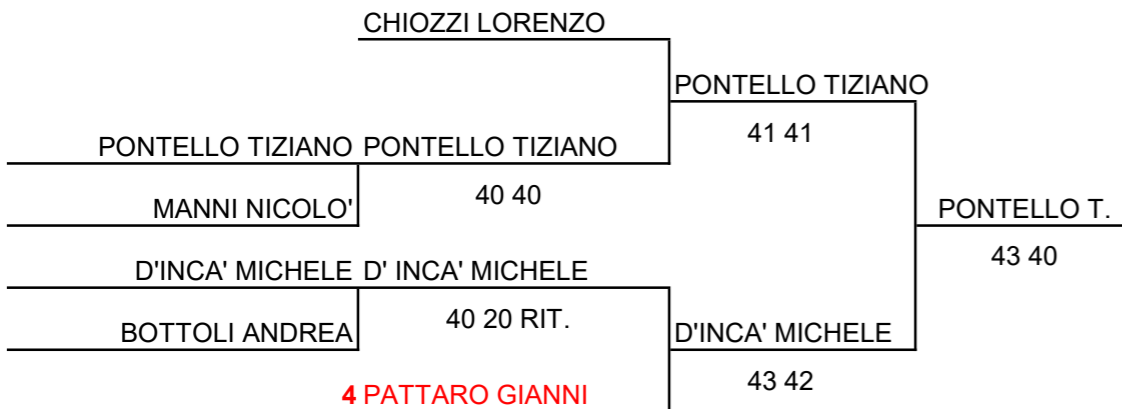 CHIOZZI LORENZO
PONTELLO TIZIANO
41 41
PONTELLO TIZIANO PONTELLO TIZIANO
40 40
MANNI NICOLO'
PONTELLO T.
43 40
D'INCA' MICHELE D' INCA' MICHELE
40 20 RIT.
BOTTOLI ANDREA
D'INCA' MICHELE
43 42
4 PATTARO GIANNI